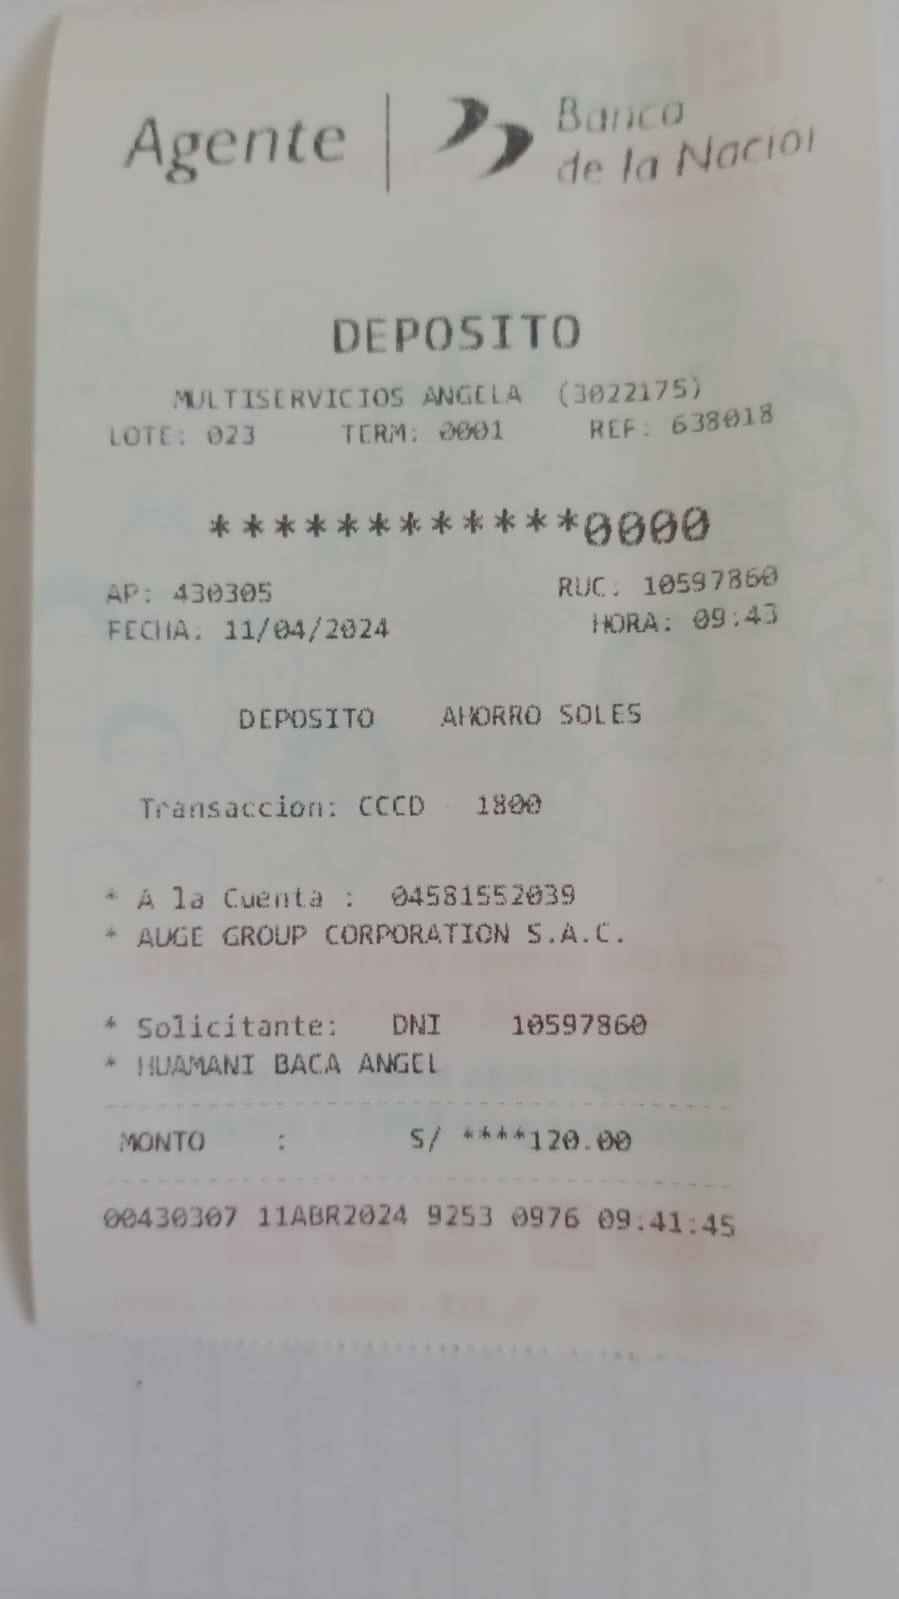 Agente | Banco
de la Nació
DEPOSITO
MULTISERVICIOS ANGELA (3022175)
LOTE: 023 TERM: 0001 REF: 638018
************0000
AP: 430305 RUC: 10597860
FECHA: 11/04/2024 HORA: 09:43
DEPOSITO AHORRO SOLES
Transaccion: CCCD - 1800
* A la Cuenta : 04581552039
* AUGE GROUP CORPORATION S.A.C.
* Solicitante: DNI 10597860
* HUAMANI BACA ANGEL
MONTO : S/ ****120.00
00430307 11ABR2024 9253 0976 09:41:45